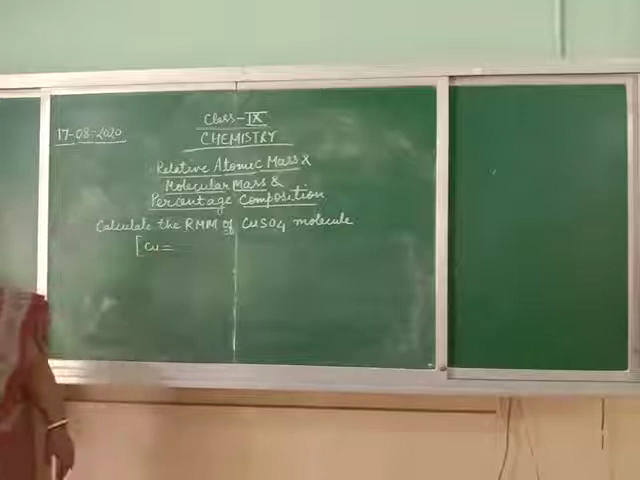 Class-IX
17-08-2020
CHEMISTRY
Relative Atomic Mass &
Molecular Mass &
Percentage Composition
Calculate the RMM of CuSO4 molecule
[Cu=